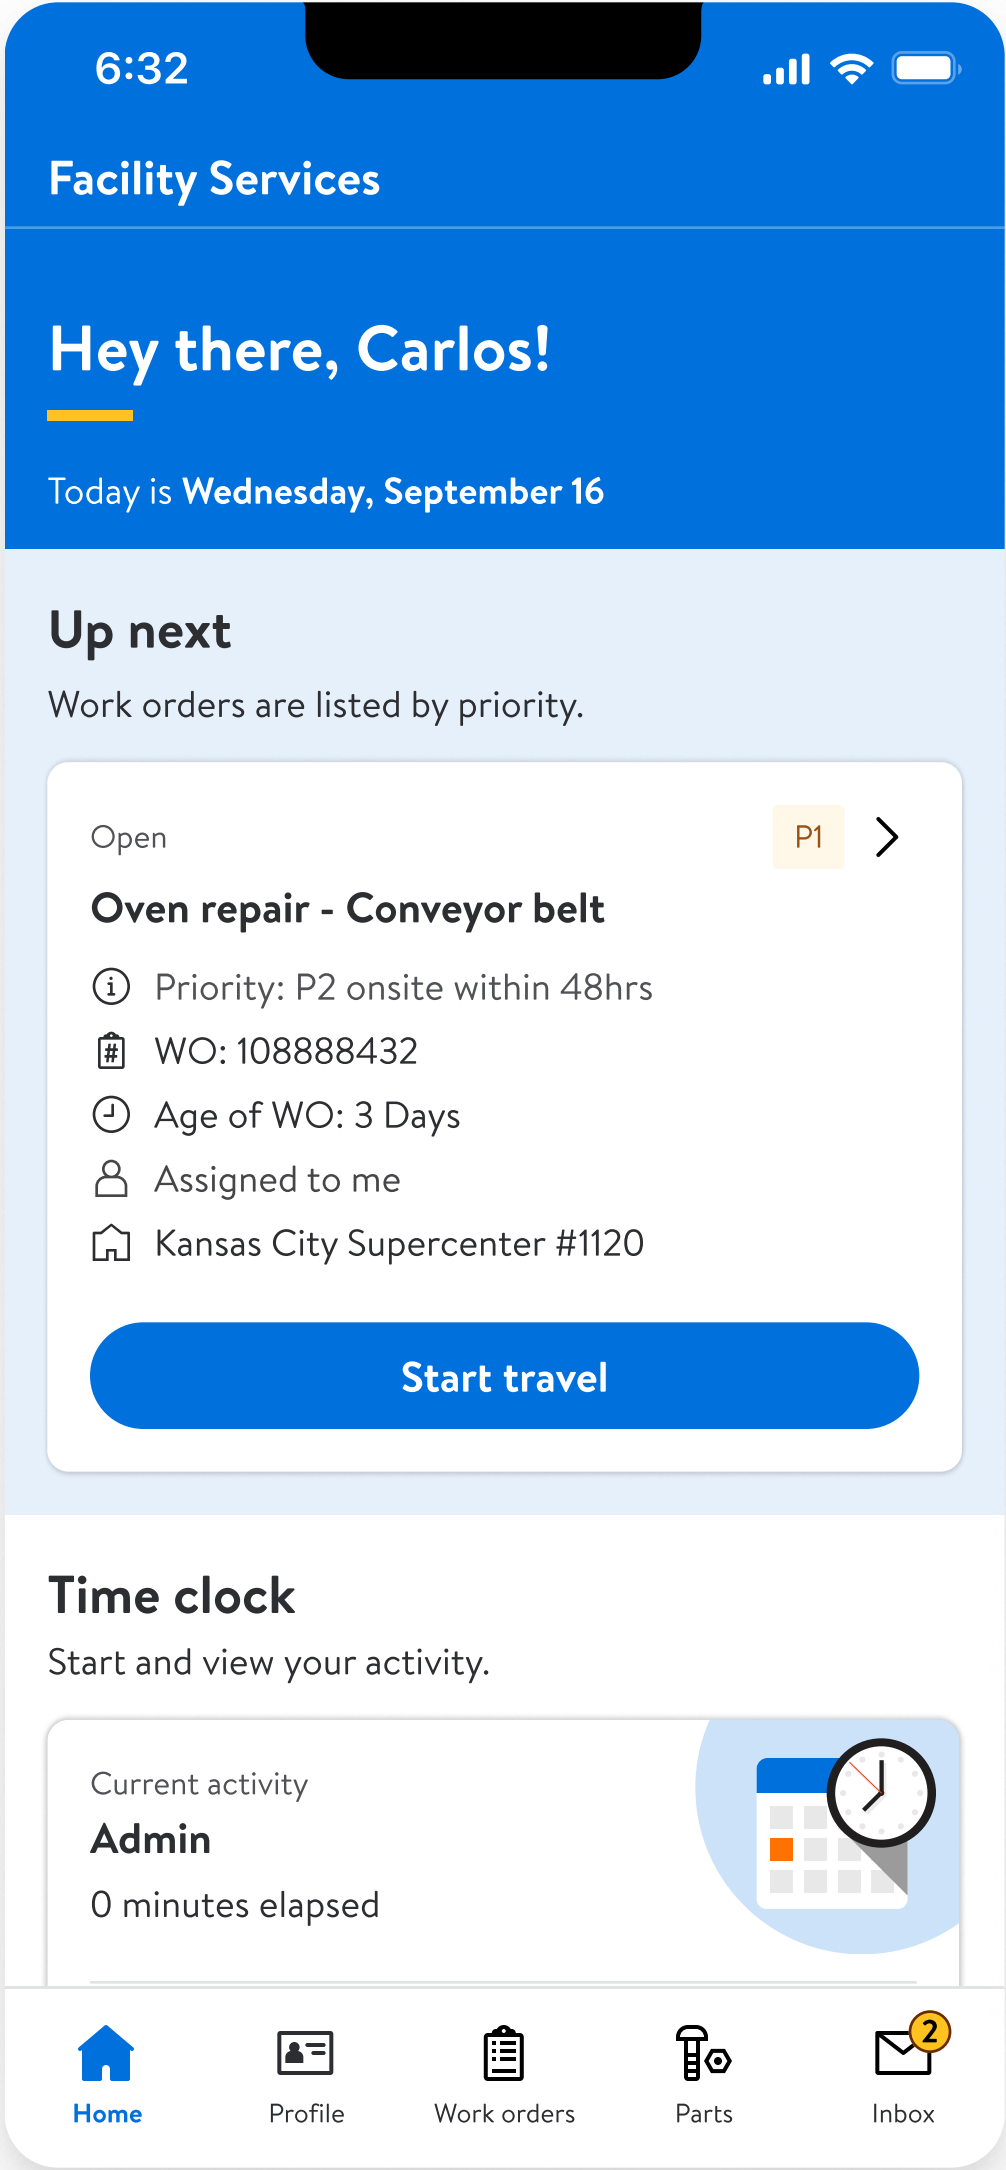 6:32
Facility Services
Hey there, Carlos!
Today is Wednesday, September 16
Up next
Work orders are listed by priority.
Open
P1
Oven repair - Conveyor belt
Priority: P2 onsite within 48hrs
WO: 108888432
Age of WO: 3 Days
Assigned to me
Kansas City Supercenter #1120
Start travel
Time clock
Start and view your activity.
Current activity
Admin
0 minutes elapsed
2
Home
Profile
Work orders
Parts
Inbox